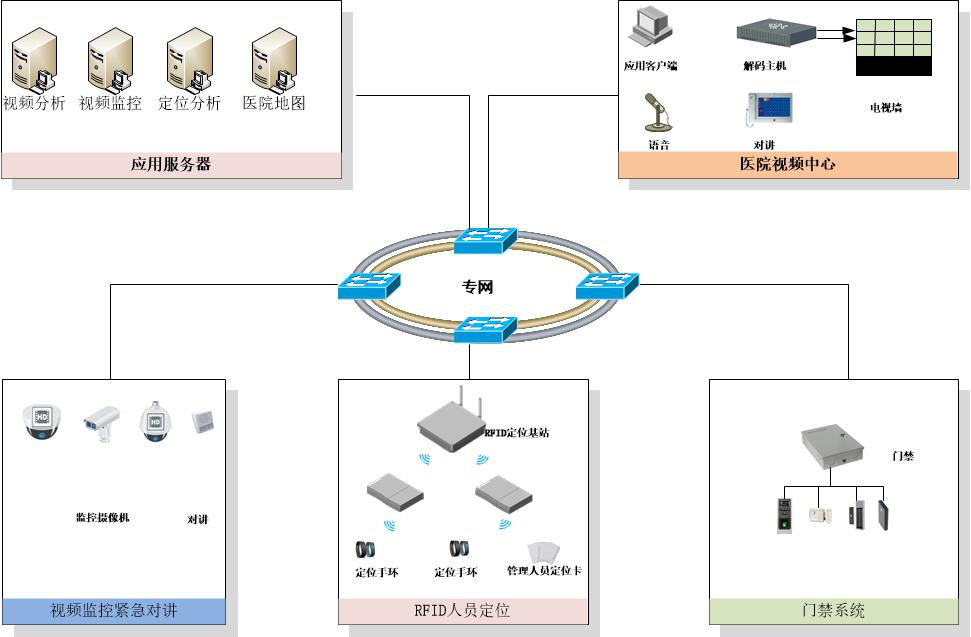 视频分析 视频监控 定位分析 医院地图
应用服务器
应用客户端 解码主机
电视墙
语音 对讲
医院视频中心
专网
HD HD
监控摄像机 对讲
视频监控紧急对讲
RFID定位基站
定位手环 定位手环 管理人员定位卡
RFID人员定位
门禁
门禁系统